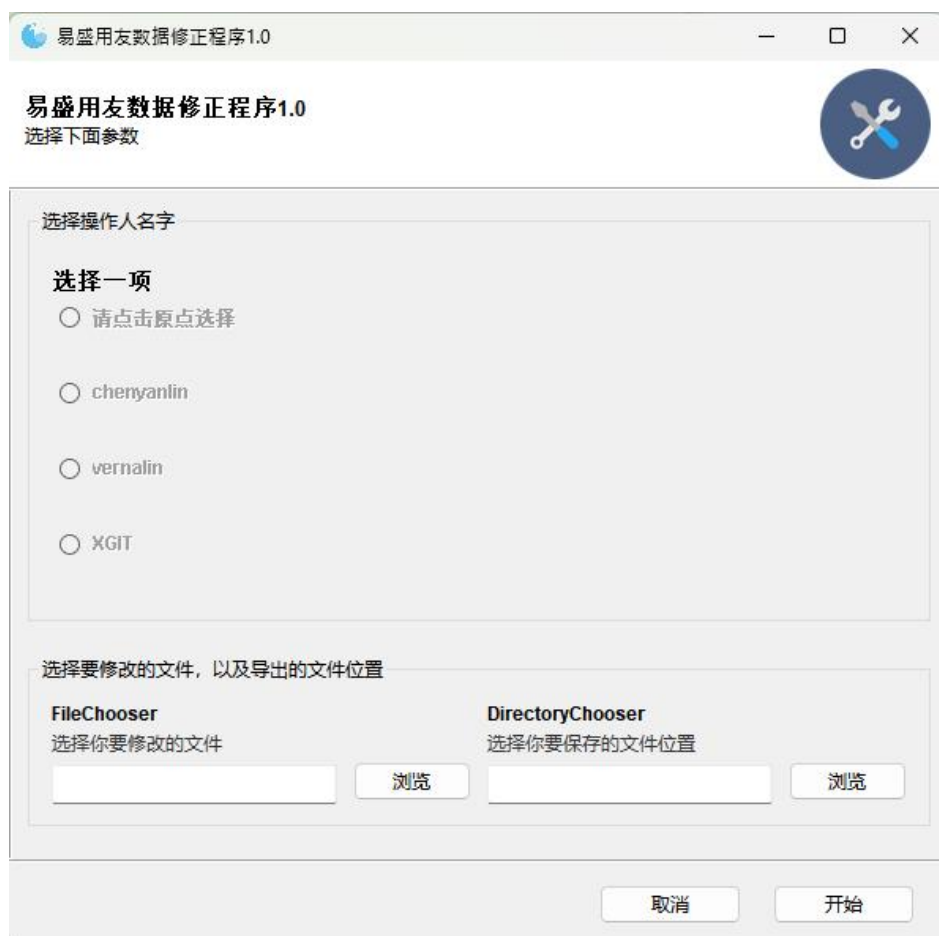 易盛用友数据修正程序1.0
易盛用友数据修正程序1.0
选择下面参数
选择操作人名字
选择一项
请点击原点选择
chenyanlin
vernalin
XGIT
选择要修改的文件，以及导出的文件位置
FileChooser
选择你要修改的文件
浏览
DirectoryChooser
选择你要保存的文件位置
浏览
取消
开始